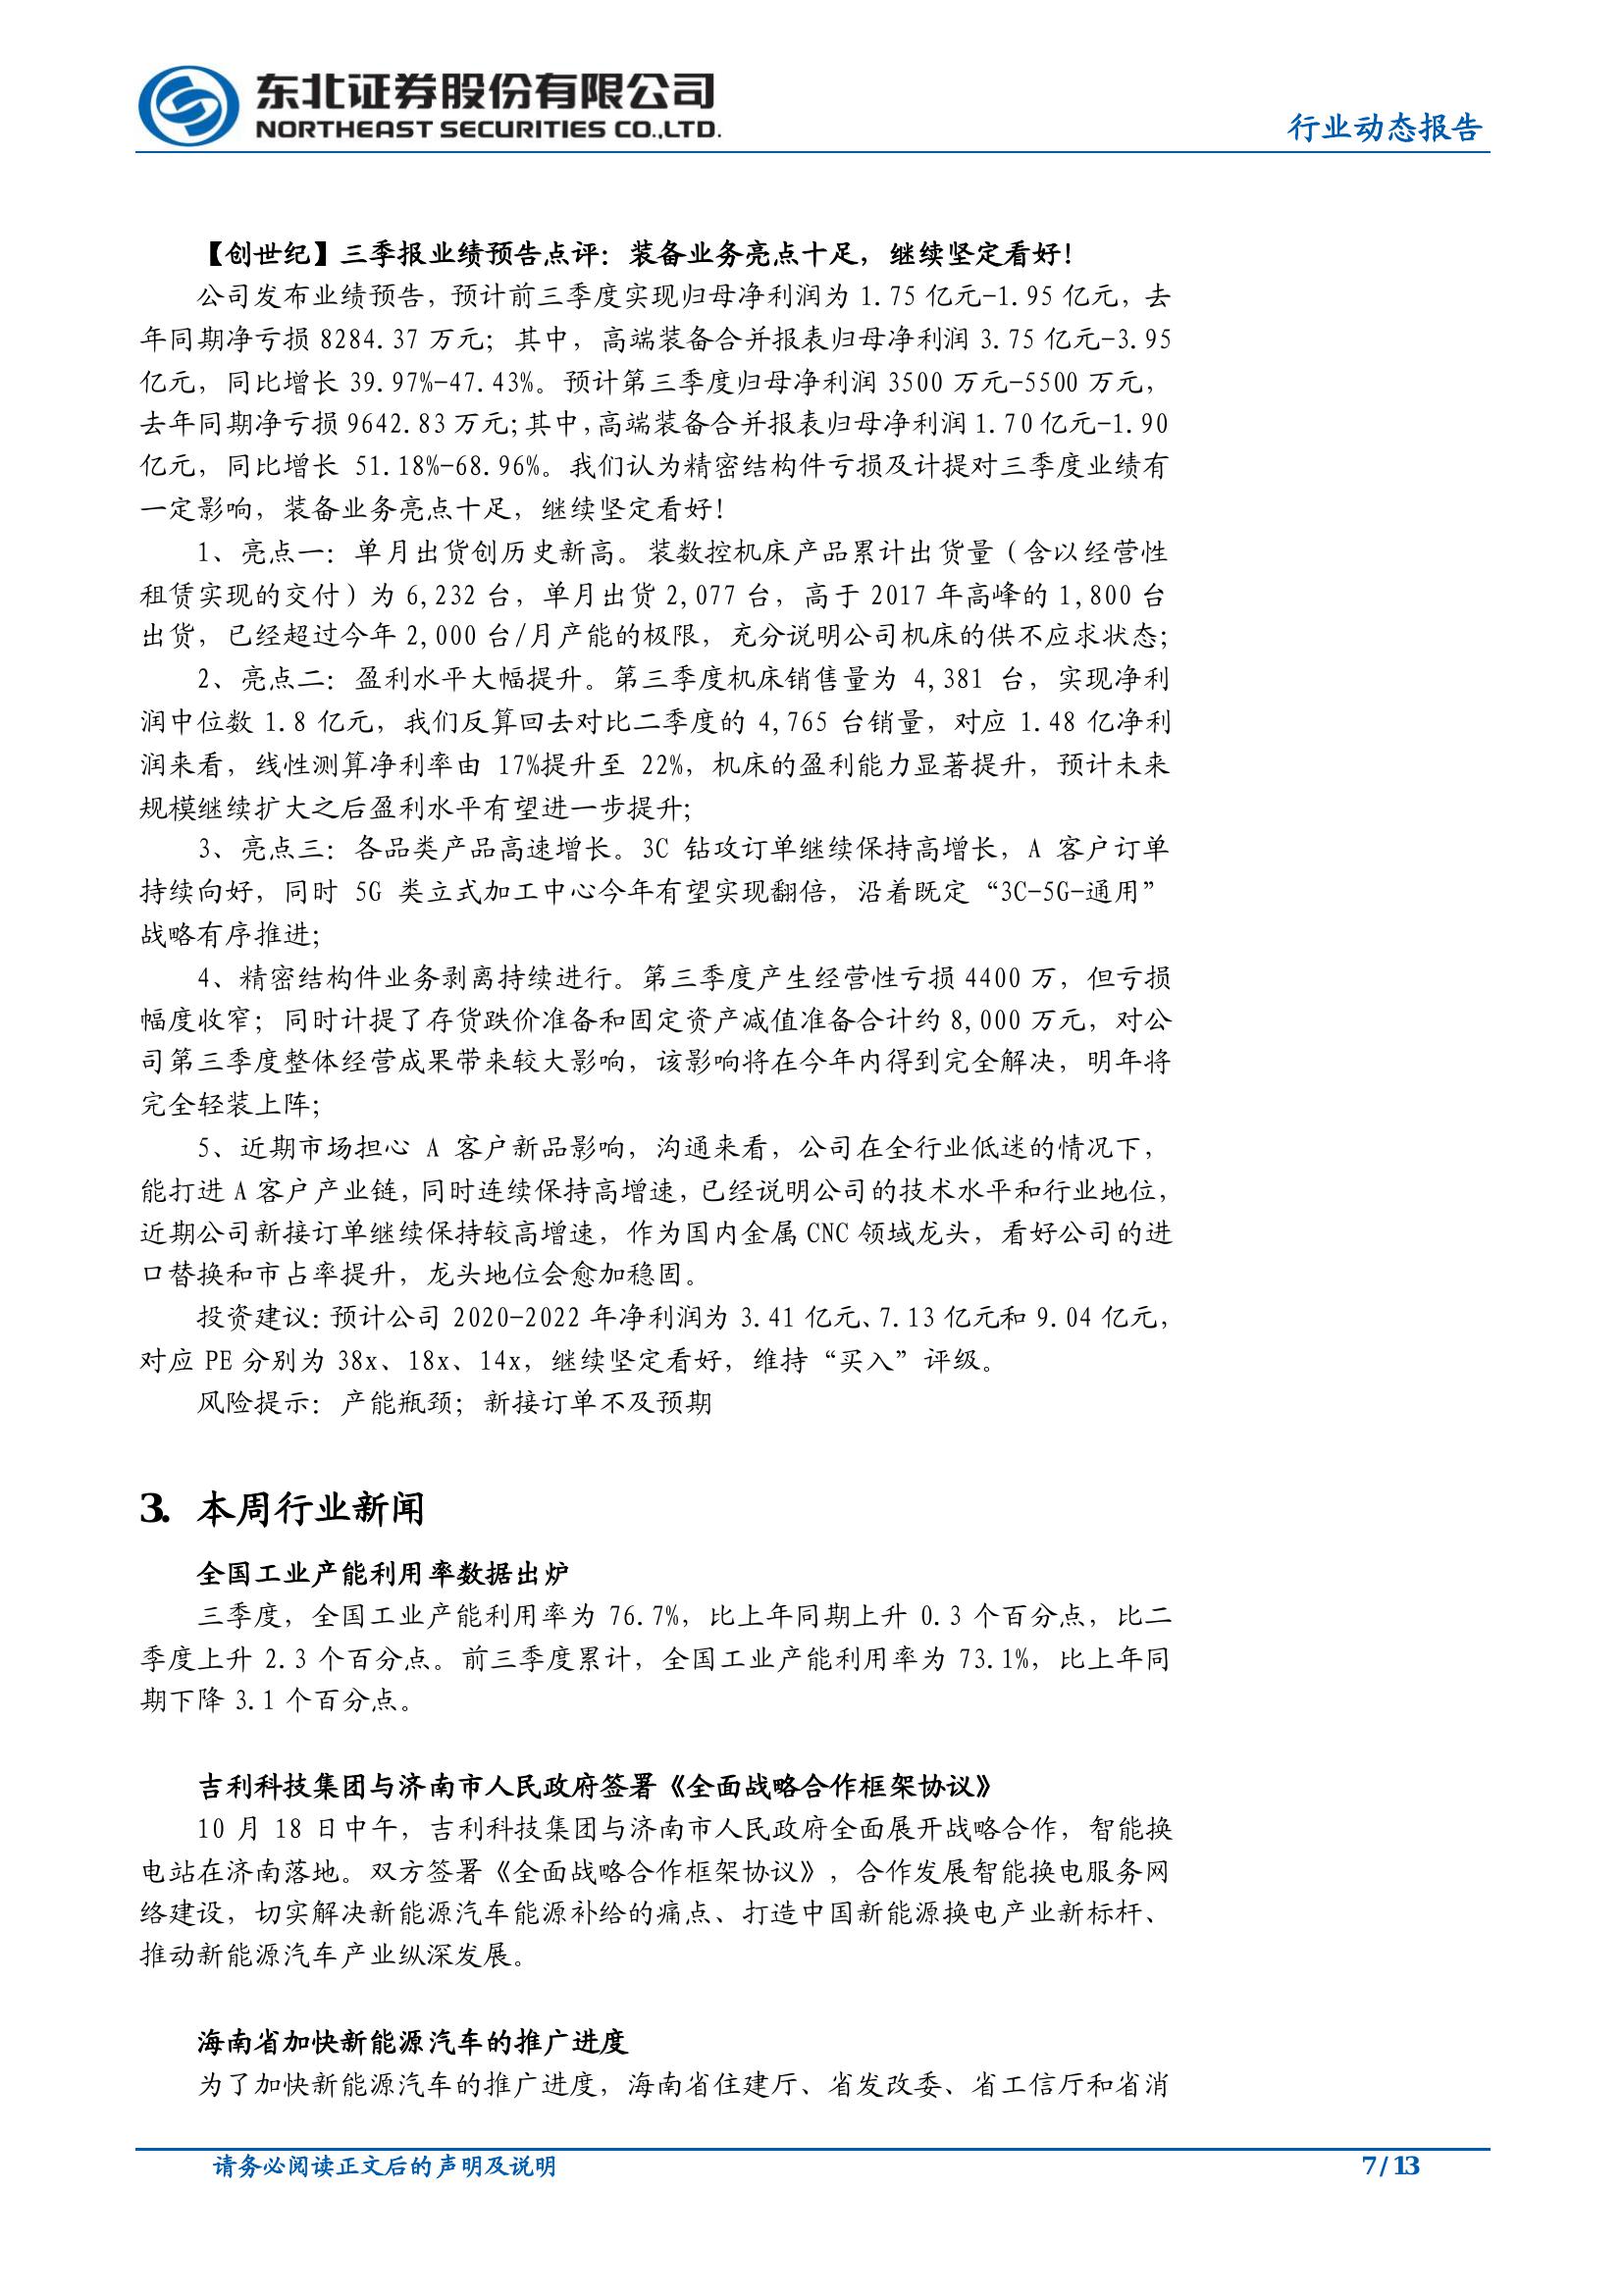 东北证券股份有限公司
NORTHEAST SECURITIES CO.,LTD.
行业动态报告
【创世纪】三季报业绩预告点评：装备业务亮点十足，继续坚定看好！
公司发布业绩预告，预计前三季度实现归母净利润为 1.75 亿元-1.95 亿元，去
年同期净亏损 8284.37 万元；其中，高端装备合并报表归母净利润 3.75 亿元-3.95
亿元，同比增长 39.97%-47.43%。预计第三季度归母净利润 3500 万元-5500 万元，
去年同期净亏损 9642.83 万元；其中，高端装备合并报表归母净利润 1.70 亿元-1.90
亿元，同比增长 51.18%-68.96%。我们认为精密结构件亏损及计提对三季度业绩有
一定影响，装备业务亮点十足，继续坚定看好！
1、亮点一：单月出货创历史新高。装数控机床产品累计出货量（含以经营性
租赁实现的交付）为 6,232 台，单月出货 2,077 台，高于 2017 年高峰的 1,800 台
出货，已经超过今年 2,000 台/月产能的极限，充分说明公司机床的供不应求状态；
2、亮点二：盈利水平大幅提升。第三季度机床销售量为 4,381 台，实现净利
润中位数 1.8 亿元，我们反算回去对比二季度的 4,765 台销量，对应 1.48 亿净利
润来看，线性测算净利率由 17%提升至 22%，机床的盈利能力显著提升，预计未来
规模继续扩大之后盈利水平有望进一步提升；
3、亮点三：各品类产品高速增长。3C 钻攻订单继续保持高增长，A 客户订单
持续向好，同时 5G 类立式加工中心今年有望实现翻倍，沿着既定“3C-5G-通用”
战略有序推进；
4、精密结构件业务剥离持续进行。第三季度产生经营性亏损 4400 万，但亏损
幅度收窄；同时计提了存货跌价准备和固定资产减值准备合计约 8,000 万元，对公
司第三季度整体经营成果带来较大影响，该影响将在今年内得到完全解决，明年将
完全轻装上阵；
5、近期市场担心 A 客户新品影响，沟通来看，公司在全行业低迷的情况下，
能打进 A 客户产业链，同时连续保持高增速，已经说明公司的技术水平和行业地位，
近期公司新接订单继续保持较高增速，作为国内金属 CNC 领域龙头，看好公司的进
口替换和市占率提升，龙头地位会愈加稳固。
投资建议：预计公司 2020-2022 年净利润为 3.41 亿元、7.13 亿元和 9.04 亿元，
对应 PE 分别为 38x、18x、14x，继续坚定看好，维持“买入”评级。
风险提示：产能瓶颈；新接订单不及预期
3. 本周行业新闻
全国工业产能利用率数据出炉
三季度，全国工业产能利用率为 76.7%，比上年同期上升 0.3 个百分点，比二
季度上升 2.3 个百分点。前三季度累计，全国工业产能利用率为 73.1%，比上年同
期下降 3.1 个百分点。
吉利科技集团与济南市人民政府签署《全面战略合作框架协议》
10 月 18 日中午，吉利科技集团与济南市人民政府全面展开战略合作，智能换
电站在济南落地。双方签署《全面战略合作框架协议》，合作发展智能换电服务网
络建设，切实解决新能源汽车能源补给的痛点、打造中国新能源换电产业新标杆、
推动新能源汽车产业纵深发展。
海南省加快新能源汽车的推广进度
为了加快新能源汽车的推广进度，海南省住建厅、省发改委、省工信厅和省消
请务必阅读正文后的声明及说明
7 / 13